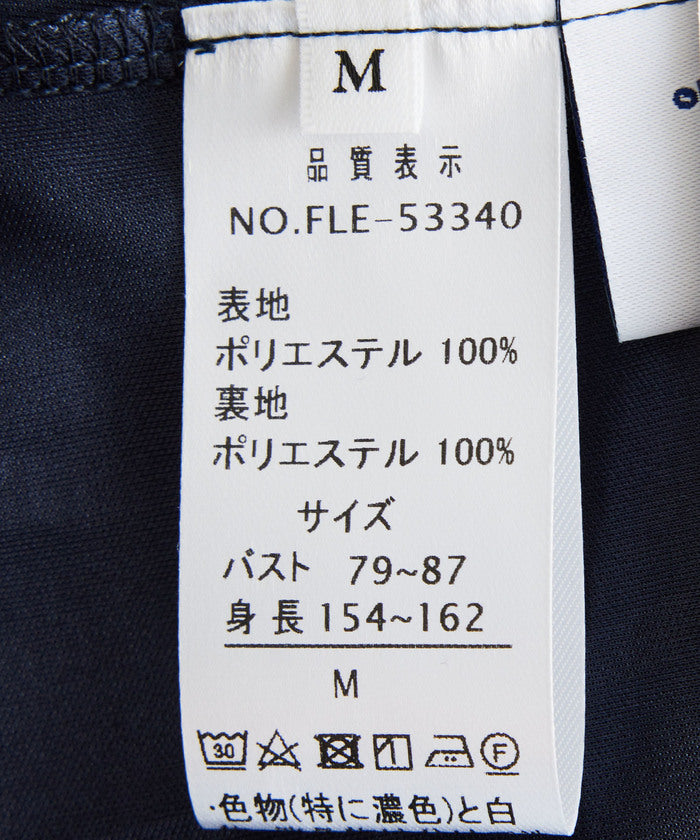 M
品質表示
NO.FLE-53340
表地
ポリエステル 100%
裏地
ポリエステル 100%
サイズ
バスト 79~87
身長 154~162
M
30
F
・色物(特に濃色)と白